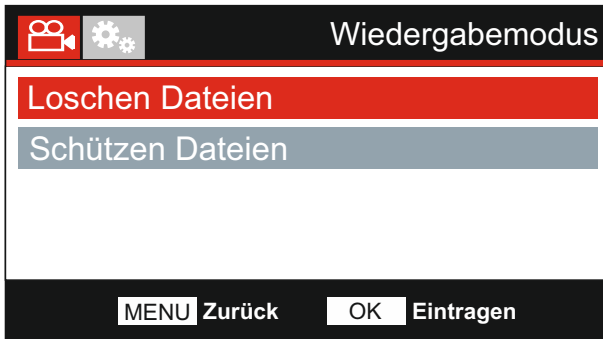 Wiedergabemodus
Loschen Dateien
Schützen Dateien
MENU Zurück OK Eintragen